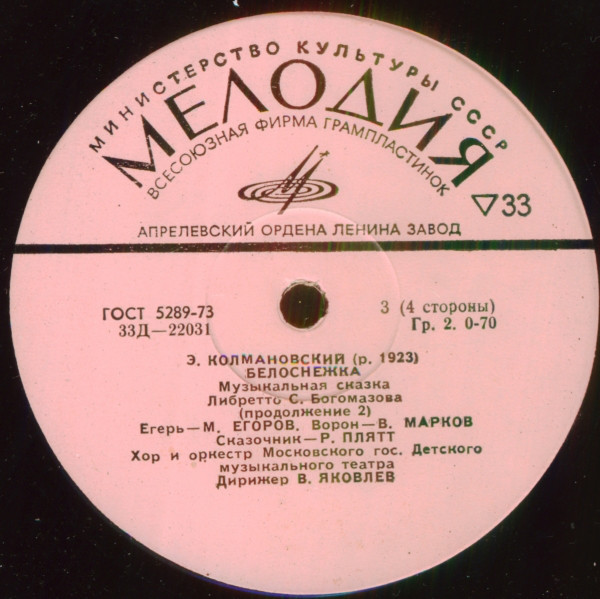 МИНИСТЕРСТВО КУЛЬТУРЫ СССР
МЕЛОДИЯ
ВСЕСОЮЗНАЯ ФИРМА ГРАМПЛАСТИНОК
33
АПРЕЛЕВСКИЙ ОРДЕНА ЛЕНИНА ЗАВОД
ГОСТ 5289-73
33Д—22031
3 (4 стороны)
Гр. 2. 0-70
Э. КОЛМАНОВСКИЙ (р. 1923)
БЕЛОСНЕЖКА
Музыкальная сказка
Либретто С. Богомазова
(продолжение 2)
Егерь—М. ЕГОРОВ. Ворон—В. МАРКОВ
Сказочник—Р. ПЛЯТТ
Хор и оркестр Московского гос. Детского
музыкального театра
Дирижер В. ЯКОВЛЕВ